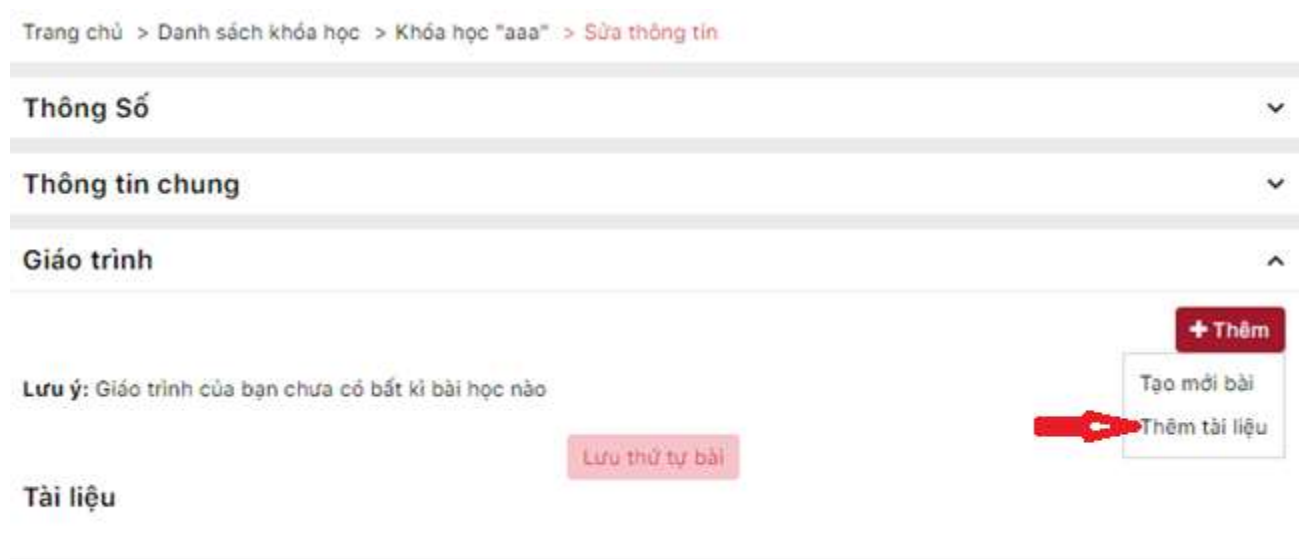 Trang chủ > Danh sách khóa học > Khóa học "aaa" > Sửa thông tin
Thông Số
Thông tin chung
Giáo trình
+ Thêm
Tạo mới bài
Lưu ý: Giáo trình của bạn chưa có bất kì bài học nào
Thêm tài liệu
Lưu thứ tự bài
Tài liệu